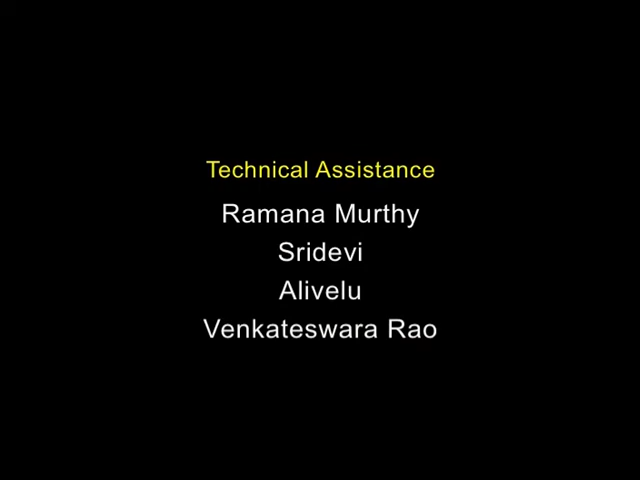 Technical Assistance
Ramana Murthy
Sridevi
Alivelu
Venkateswara Rao